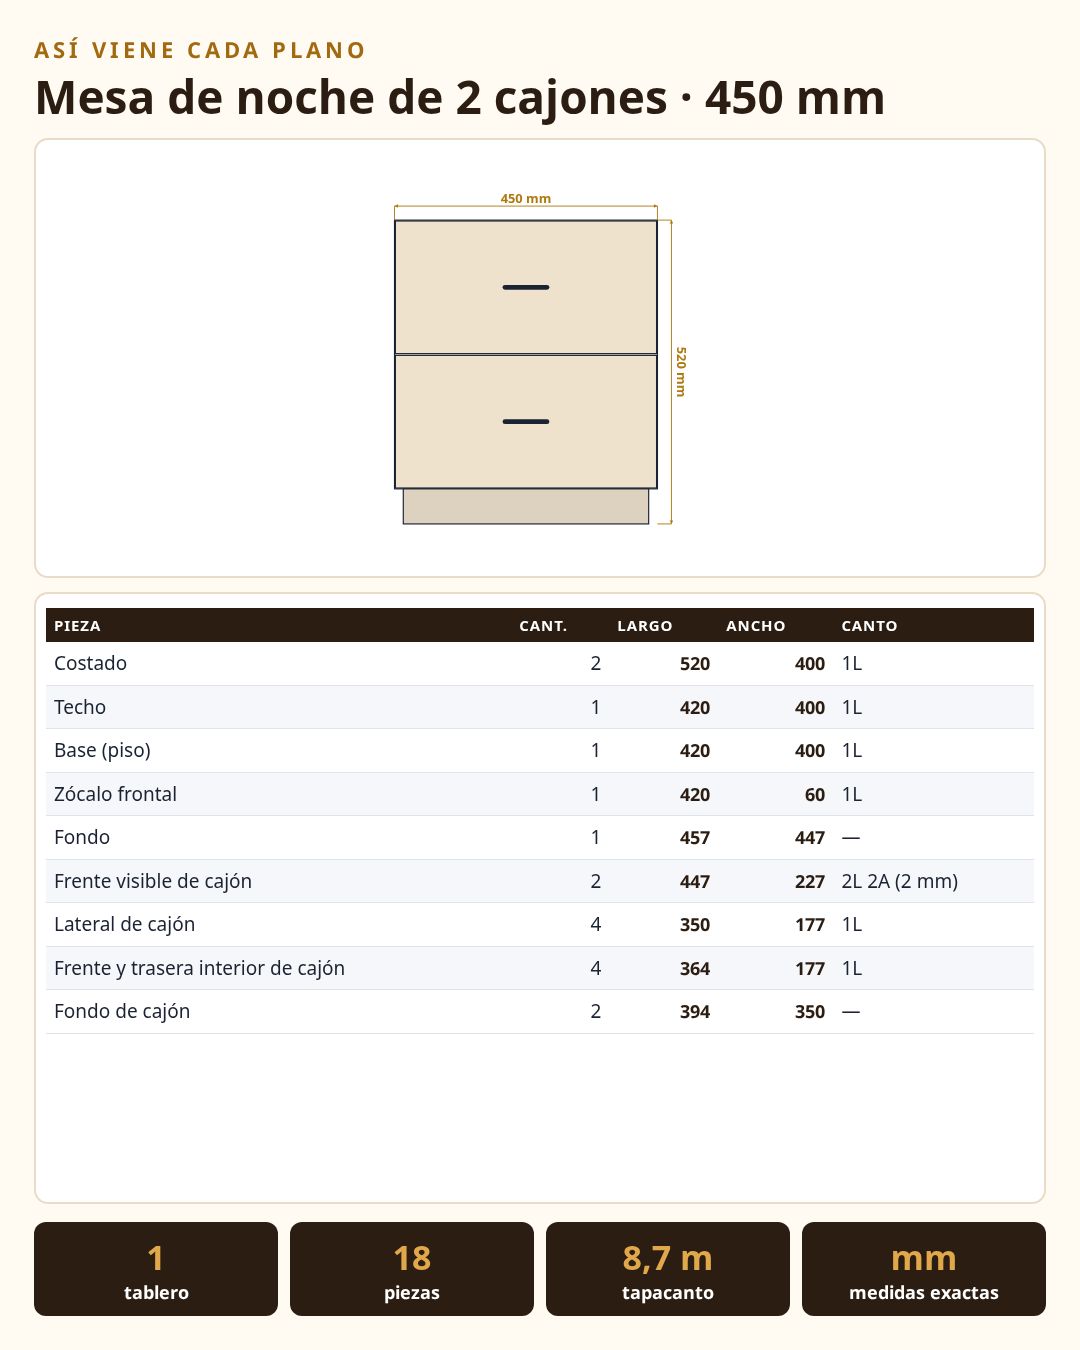 ASÍ VIENE CADA PLANO
Mesa de noche de 2 cajones · 450 mm
450 mm
520 mm
PIEZA CANT. LARGO ANCHO CANTO
Costado 2 520 400 1L
Techo 1 420 400 1L
Base (piso) 1 420 400 1L
Zócalo frontal 1 420 60 1L
Fondo 1 457 447 —
Frente visible de cajón 2 447 227 2L 2A (2 mm)
Lateral de cajón 4 350 177 1L
Frente y trasera interior de cajón 4 364 177 1L
Fondo de cajón 2 394 350 —
1 18 8,7 m mm
tablero piezas tapacanto medidas exactas